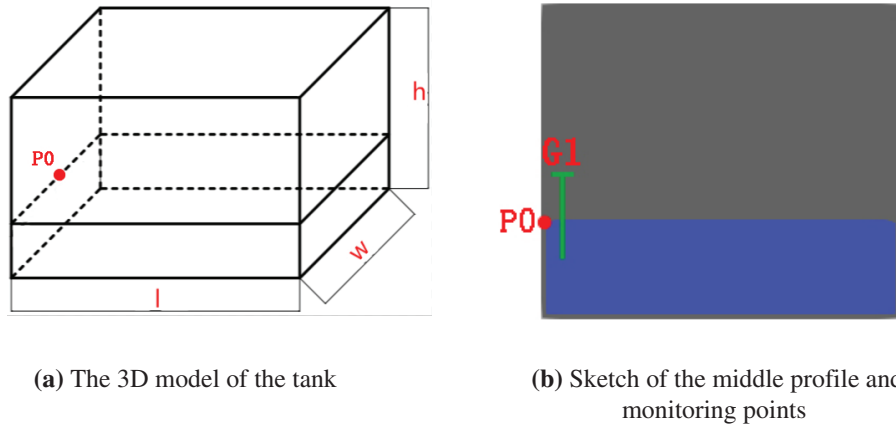 h
P0
w
l
(a) The 3D model of the tank
G1
P0
(b) Sketch of the middle profile and
monitoring points